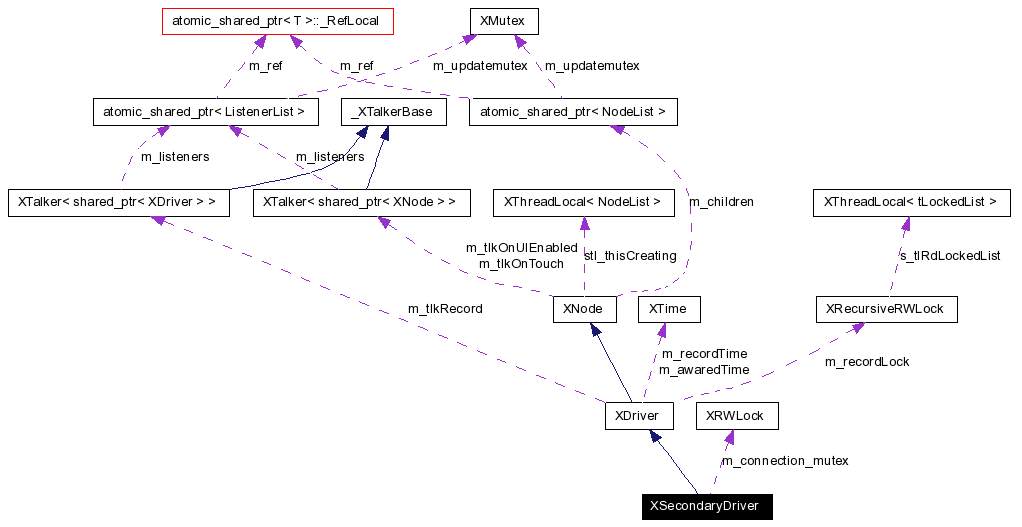 atomic_shared_ptr< T >::_RefLocal
XMutex
m_ref
m_ref
m_updatemutex
m_updatemutex
atomic_shared_ptr< ListenerList >
_XTalkerBase
atomic_shared_ptr< NodeList >
m_listeners
m_listeners
XTalker< shared_ptr< XDriver > >
XTalker< shared_ptr< XNode > >
XThreadLocal< NodeList >
m_children
XThreadLocal< tLockedList >
m_tlkOnUIEnabled
m_tlkOnTouch
stl_thisCreating
s_tlRdLockedList
m_tlkRecord
XNode
XTime
XRecursiveRWLock
m_recordTime
m_awaredTime
m_recordLock
XDriver
XRWLock
m_connection_mutex
XSecondaryDriver